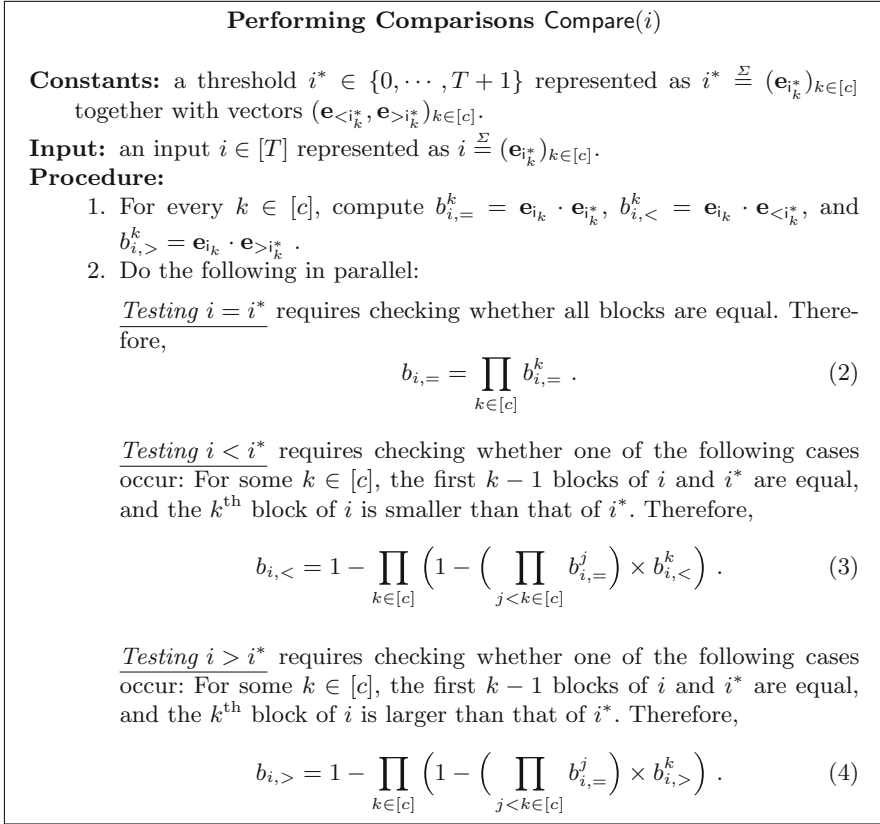 Performing Comparisons Compare(i)
Constants: a threshold i* ∈ {0, ⋯ , T + 1} represented as i* \stackrel{Σ}{=} (e_{i^*_k})_{k∈[c]}
together with vectors (e_{<i^*_k}, e_{>i^*_k})_{k∈[c]}.
Input: an input i ∈ [T] represented as i \stackrel{Σ}{=} (e_{i^*_k})_{k∈[c]}.
Procedure:
1. For every k ∈ [c], compute b^k_{i,=} = e_{i_k} · e_{i^*_k}, b^k_{i,<} = e_{i_k} · e_{<i^*_k}, and
b^k_{i,>} = e_{i_k} · e_{>i^*_k} .
2. Do the following in parallel:
Testing i = i* requires checking whether all blocks are equal. There-
fore,
b_{i,=} = ∏_{k∈[c]} b^k_{i,=} . (2)
Testing i < i* requires checking whether one of the following cases
occur: For some k ∈ [c], the first k − 1 blocks of i and i* are equal,
and the k^{th} block of i is smaller than that of i*. Therefore,
b_{i,<} = 1 − ∏_{k∈[c]} (1 − (∏_{j<k∈[c]} b^j_{i,=}) × b^k_{i,<}) . (3)
Testing i > i* requires checking whether one of the following cases
occur: For some k ∈ [c], the first k − 1 blocks of i and i* are equal,
and the k^{th} block of i is larger than that of i*. Therefore,
b_{i,>} = 1 − ∏_{k∈[c]} (1 − (∏_{j<k∈[c]} b^j_{i,=}) × b^k_{i,>}) . (4)